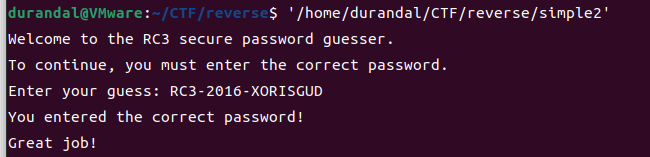 durandal@VMware:~/CTF/reverse$ '/home/durandal/CTF/reverse/simple2'
Welcome to the RC3 secure password guesser.
To continue, you must enter the correct password.
Enter your guess: RC3-2016-XORISGUD
You entered the correct password!
Great job!